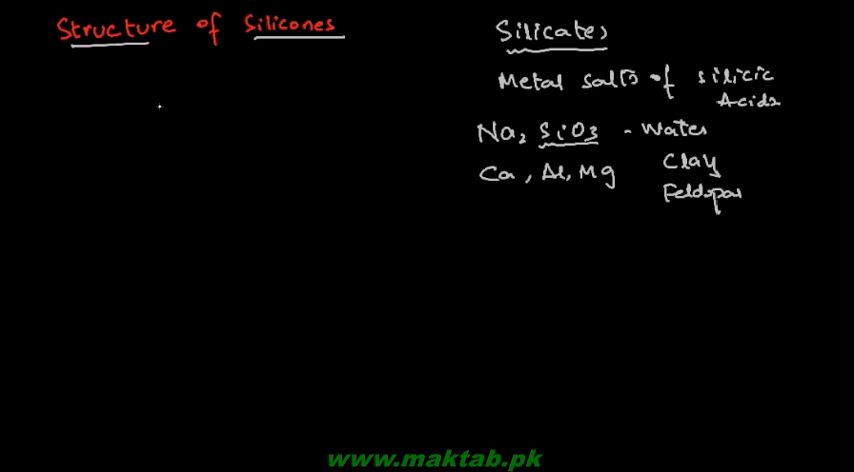 Structure of Silicones
Silicates
Metal salts of silicic
Acids
Na2 SiO3 - Water
Ca, Al, Mg
Clay
Feldspar
www.maktab.pk